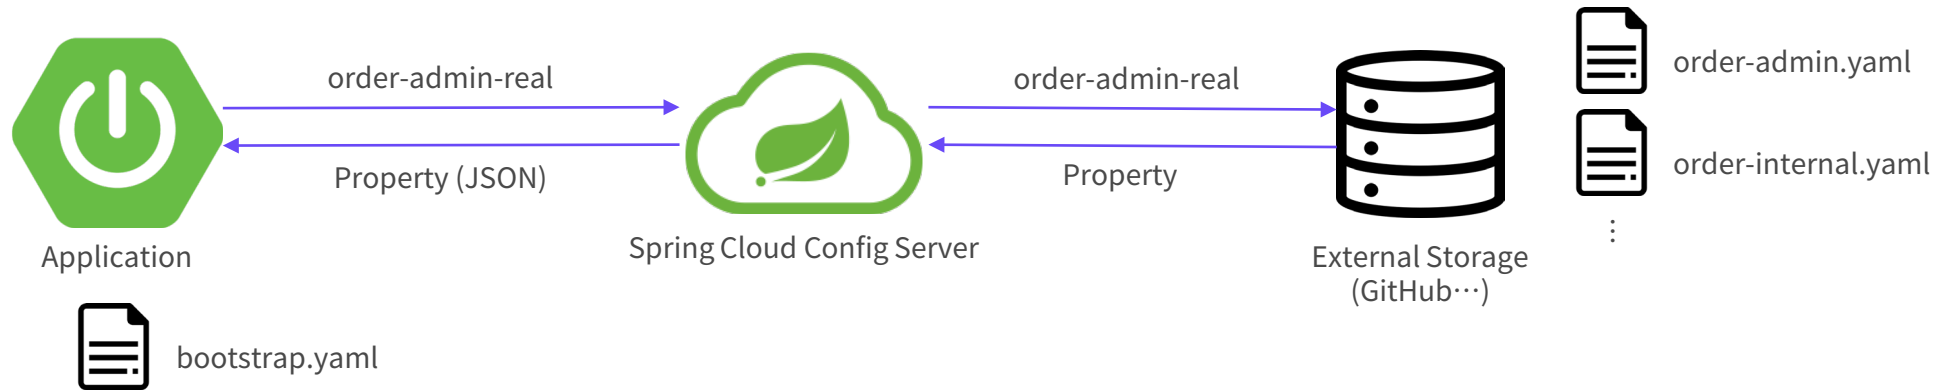 order-admin-real
Property (JSON)
Application
bootstrap.yaml
Spring Cloud Config Server
order-admin-real
Property
External Storage
(GitHub⋯)
order-admin.yaml
order-internal.yaml
⋮